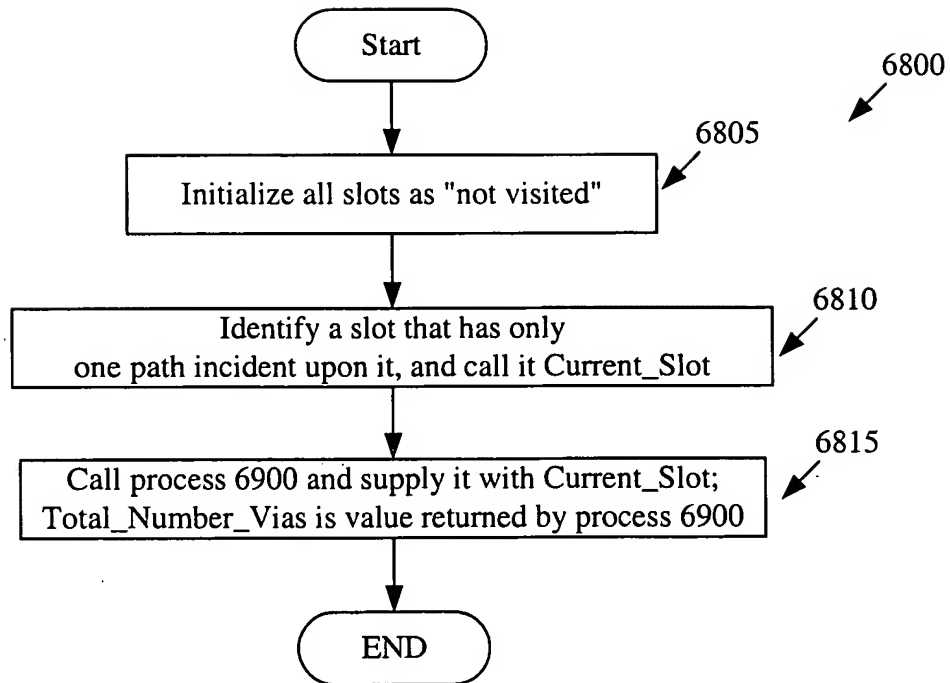 Start
6800
6805
Initialize all slots as "not visited"
6810
Identify a slot that has only
one path incident upon it, and call it Current_Slot
6815
Call process 6900 and supply it with Current_Slot;
Total_Number_Vias is value returned by process 6900
END